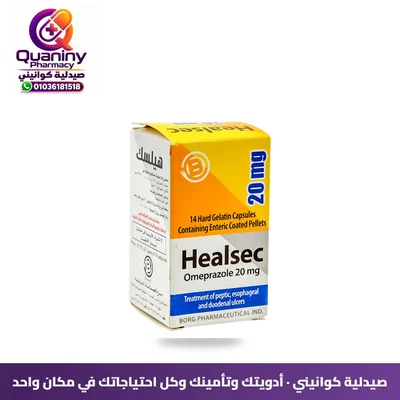 Quaniny
Pharmacy
صيدلية كوانيني
01036181518
Healsec
20 mg
هيلسك
14 Hard Gelatin Capsules
Containing Enteric Coated Pellets
Healsec
Omeprazole 20 mg
Treatment of peptic, esophageal
and duodenal ulcers
BORG PHARMACEUTICAL IND.
صيدلية كوانيني - أدويتك وتأمينك وكل احتياجاتك في مكان واحد